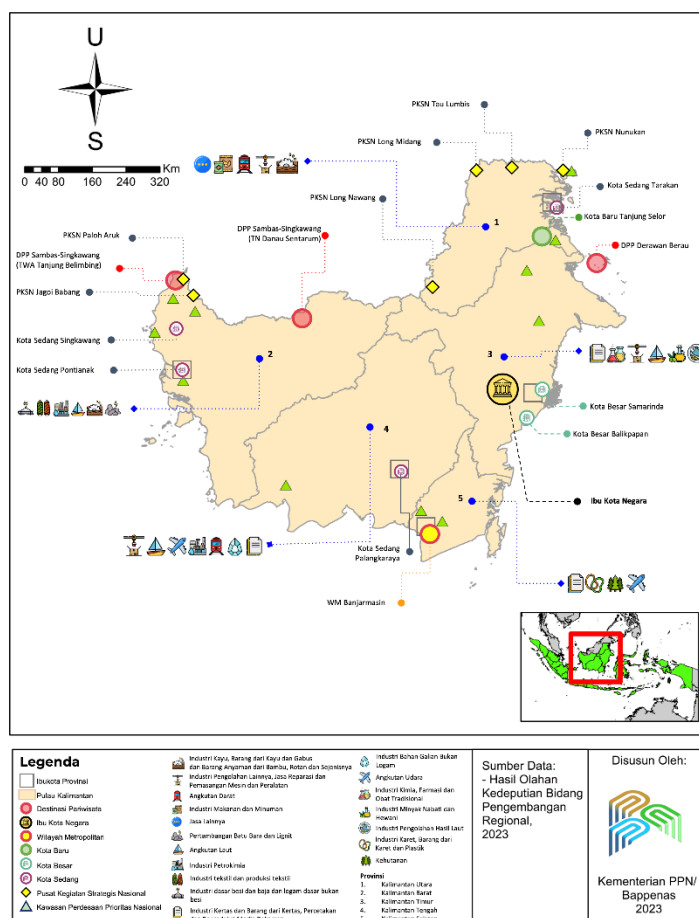 U
S
Km
0 20 40 80 160 240 320
PKSN Tou Lumbis
PKSN Long Midang
PKSN Nunukan
PKSN Long Nawang
Kota Sedang Tarakan
Kota Baru Tanjung Selor
PKSN Paloh Aruk
DPP Sambas-Singkawang
(TN Danau Sentarum)
DPP Derawan Berau
DPP Sambas-Singkawang
(TWA Tanjung Belimbing)
PKSN Jagoi Babang
Kota Sedang Singkawang
Kota Sedang Pontianak
1
2
3
4
5
Kota Besar Samarinda
Kota Besar Balikpapan
Ibu Kota Negara
Kota Sedang
Palangkaraya
WM Banjarmasin
Legenda
Ibukota Provinsi
Pulau Kalimantan
Destinasi Pariwisata
Ibu Kota Negara
Wilayah Metropolitan
Kota Baru
Kota Besar
Kota Sedang
Pusat Kegiatan Strategis Nasional
Kawasan Perdesaan Prioritas Nasional
Industri Kayu, Barang dari Kayu dan Gabus
dan Barang Anyaman dari Bambu, Rotan dan Sejenisnya
Industri Pengolahan Lainnya, Jasa Reparasi dan
Pemasangan Mesin dan Peralatan
Angkutan Darat
Industri Makanan dan Minuman
Jasa Lainnya
Pertambangan Batu Bara dan Lignit
Angkutan Laut
Industri Petrokimia
Industri tekstil dan produksi tekstil
Industri dasar besi dan baja dan logam dasar bukan
besi
Industri Kertas dan Barang dari Kertas, Percetakan
Industri Bahan Galian Bukan
Logam
Angkutan Udara
Industri Kimia, Farmasi dan
Obat Tradisional
Industri Minyak Nabati dan
Hewani
Industri Pengolahan Hasil Laut
Industri Karet, Barang dari
Karet dan Plastik
Kehutanan
Provinsi
1. Kalimantan Utara
2. Kalimantan Barat
3. Kalimantan Timur
4. Kalimantan Tengah
Sumber Data:
- Hasil Olahan
Kedeputian Bidang
Pengembangan
Regional,
2023
Disusun Oleh:
Kementerian PPN/
Bappenas
2023